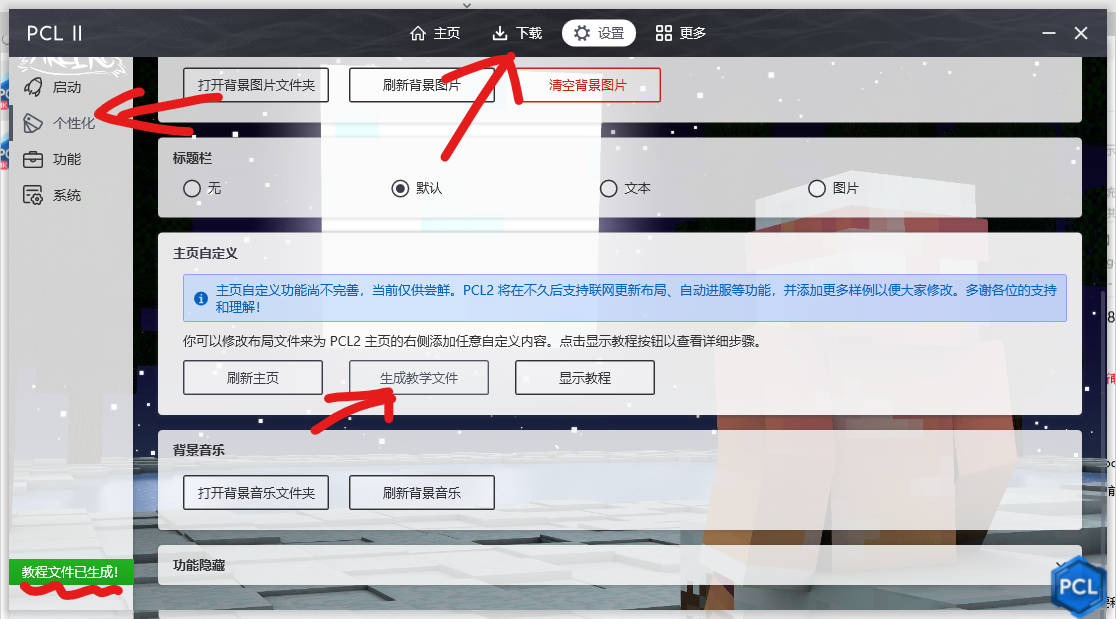 PCL II
主页
下载
设置
更多
启动
个性化
功能
系统
打开背景图片文件夹
刷新背景图片
清空背景图片
标题栏
无
默认
文本
图片
主页自定义
主页自定义功能尚不完善，当前仅供尝鲜。PCL2 将在不久后支持联网更新布局、自动进服等功能，并添加更多样例以便大家修改。多谢各位的支持
和理解！
你可以修改布局文件来为 PCL2 主页的右侧添加任意自定义内容。点击显示教程按钮以查看详细步骤。
刷新主页
生成教学文件
显示教程
背景音乐
打开背景音乐文件夹
刷新背景音乐
功能隐藏
教程文件已生成！
PCL